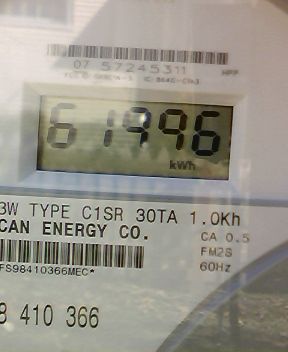 07 57245311
61996
kWh
3W TYPE C1SR 30TA 1.0Kh
CAN ENERGY CO.
CA 0.5
FM2S
60Hz
FS98410366MEC*
8 410 366